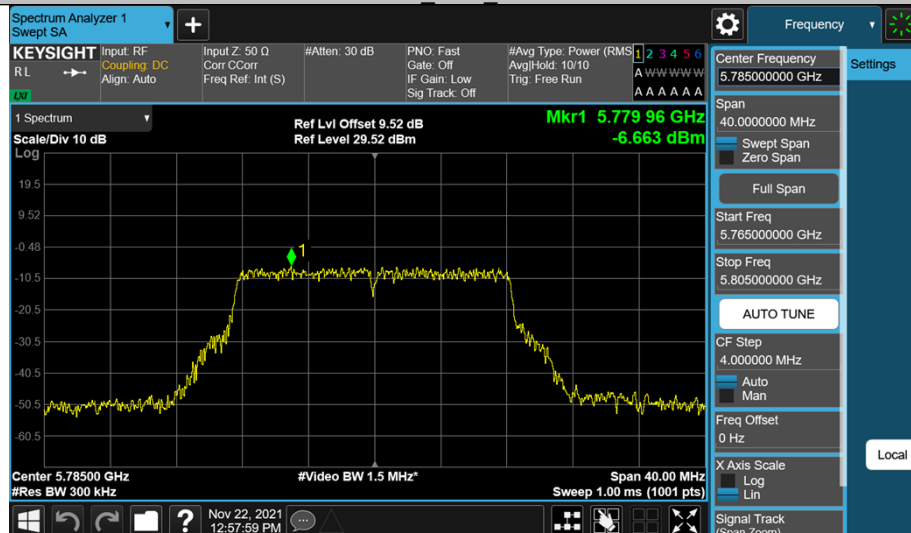 Spectrum Analyzer 1
Swept SA
+
Frequency
KEYSIGHT
R L
LXI
Input: RF
Coupling: DC
Align: Auto
Input Z: 50 Ω
Corr CCorr
Freq Ref: Int (S)
#Atten: 30 dB
PNO: Fast
Gate: Off
IF Gain: Low
Sig Track: Off
#Avg Type: Power (RMS
Avg|Hold: 10/10
Trig: Free Run
1 2 3 4 5 6
A W W W W W
A A A A A A
Center Frequency
5.785000000 GHz
Settings
Span
40.0000000 MHz
Swept Span
Zero Span
Full Span
Start Freq
5.765000000 GHz
Stop Freq
5.805000000 GHz
AUTO TUNE
CF Step
4.000000 MHz
Auto
Man
Freq Offset
0 Hz
X Axis Scale
Log
Lin
Signal Track
(Span Zoom)
Local
1 Spectrum
Scale/Div 10 dB
Log
Ref Lvl Offset 9.52 dB
Ref Level 29.52 dBm
Mkr1 5.779 96 GHz
-6.663 dBm
19.5
9.52
-0.48
-10.5
-20.5
-30.5
-40.5
-50.5
-60.5
1
Center 5.78500 GHz
#Res BW 300 kHz
#Video BW 1.5 MHz*
Span 40.00 MHz
Sweep 1.00 ms (1001 pts)
?
Nov 22, 2021
12:57:59 PM